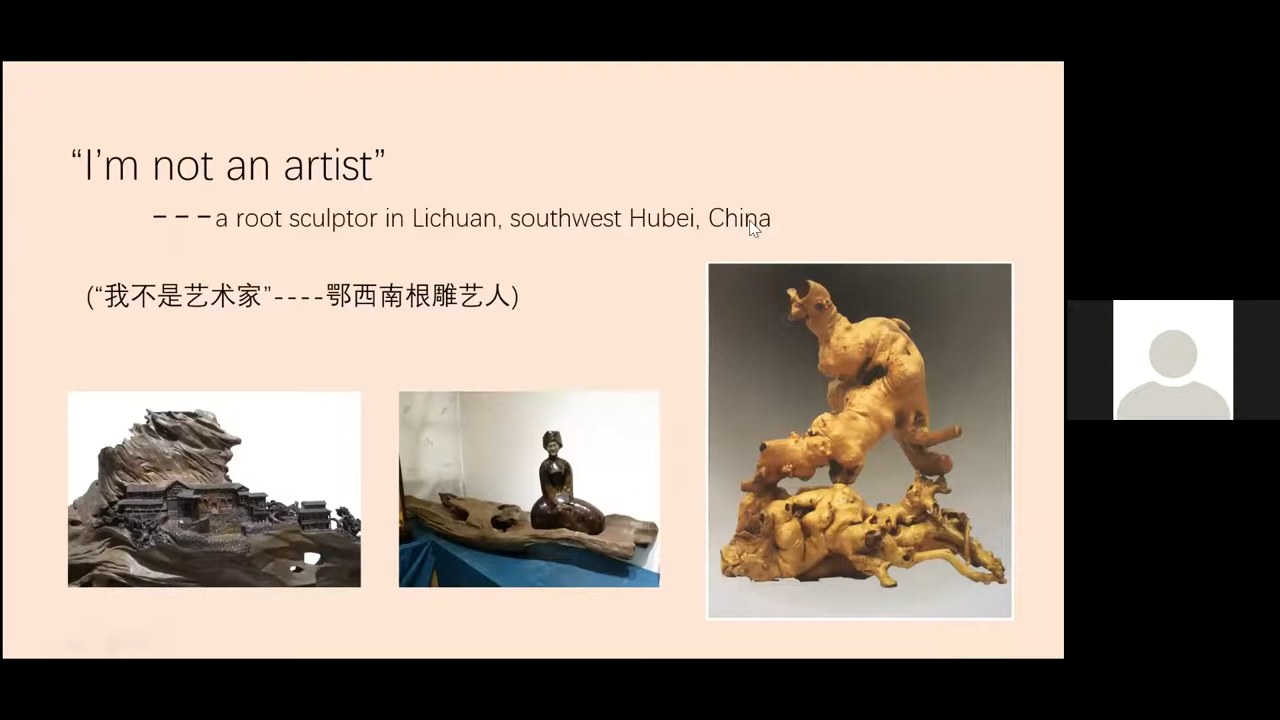 “I'm not an artist”
---a root sculptor in Lichuan, southwest Hubei, China
(“我不是艺术家”----鄂西南根雕艺人)